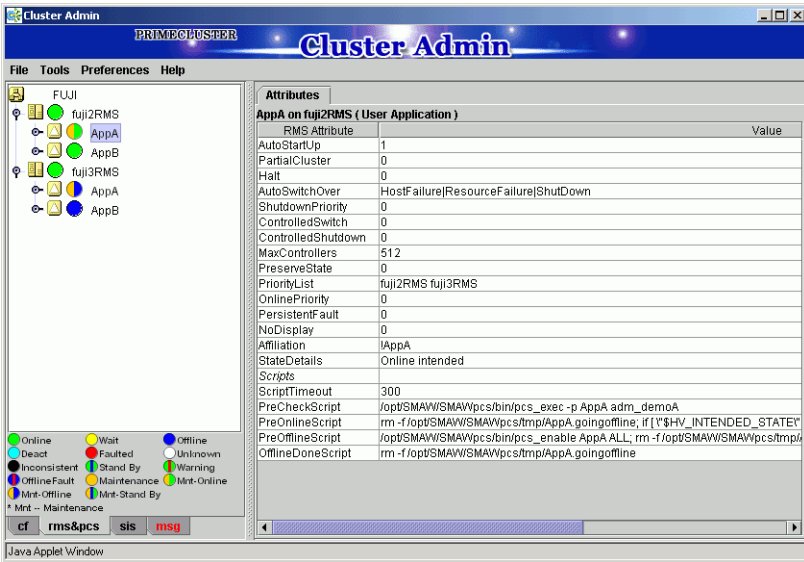 Cluster Admin
PRIMECLUSTER
Cluster Admin
File Tools Preferences Help
FUJI
fuji2RMS
AppA
AppB
fuji3RMS
AppA
AppB
Online Wait Offline
Deact Faulted Unknown
Inconsistent Stand By Warning
OfflineFault Maintenance Mnt-Online
Mnt-Offline Mnt-Stand By
* Mnt -- Maintenance
cf rms&pcs sis msg
Attributes
AppA on fuji2RMS ( User Application )
RMS Attribute Value
AutoStartUp 1
PartialCluster 0
Halt 0
AutoSwitchOver HostFailure|ResourceFailure|ShutDown
ShutdownPriority 0
ControlledSwitch 0
ControlledShutdown 0
MaxControllers 512
PreserveState 0
PriorityList fuji2RMS fuji3RMS
OnlinePriority 0
PersistentFault 0
NoDisplay 0
Affiliation !AppA
StateDetails Online intended
Scripts
ScriptTimeout 300
PreCheckScript /opt/SMAW/SMAWpcs/bin/pcs_exec -p AppA adm_demoA
PreOnlineScript rm -f /opt/SMAW/SMAWpcs/tmp/AppA.goingoffline; if [ \"$HV_INTENDED_STATE\"
PreOfflineScript /opt/SMAW/SMAWpcs/bin/pcs_enable AppA ALL; rm -f /opt/SMAW/SMAWpcs/tmp/
OfflineDoneScript rm -f /opt/SMAW/SMAWpcs/tmp/AppA.goingoffline
Java Applet Window